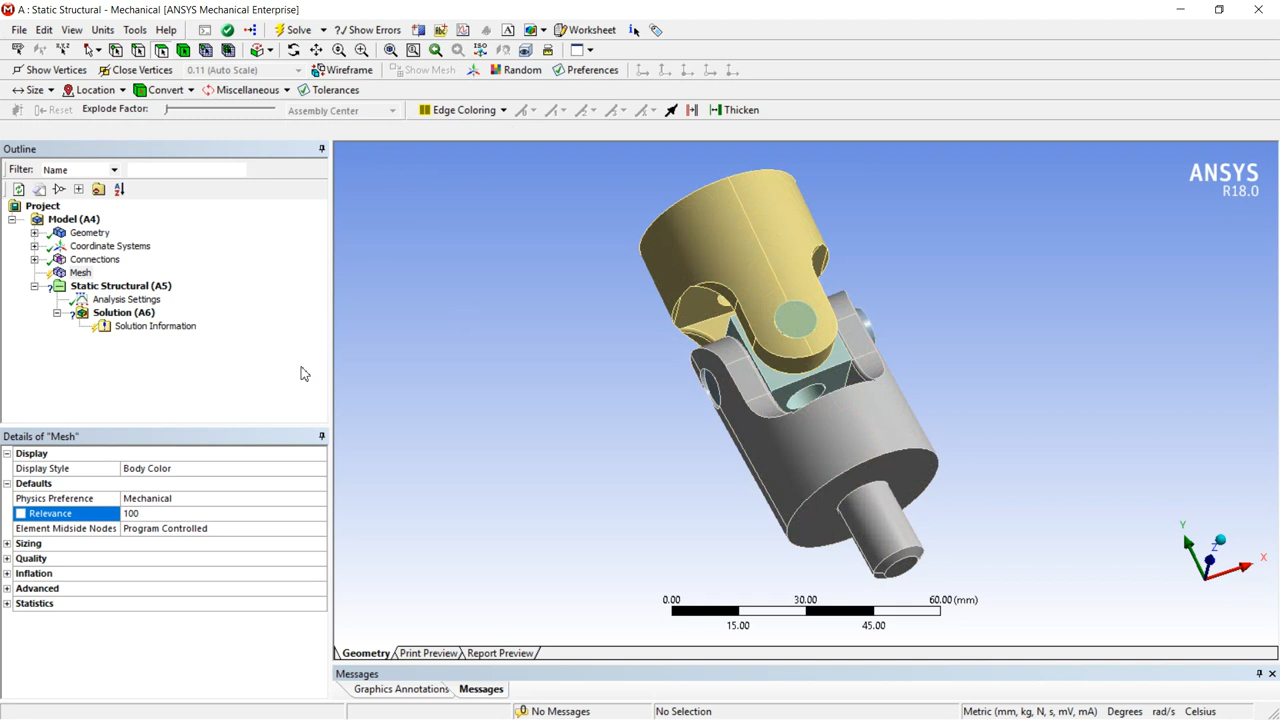 A : Static Structural - Mechanical [ANSYS Mechanical Enterprise]
File Edit View Units Tools Help Solve ?/Show Errors Worksheet
Show Vertices Close Vertices 0.11 (Auto Scale) Wireframe Show Mesh Random Preferences
Size Location Convert Miscellaneous Tolerances
Reset Explode Factor: Assembly Center Edge Coloring Thicken
Outline
Filter: Name
Project
Model (A4)
Geometry
Coordinate Systems
Connections
Mesh
Static Structural (A5)
Analysis Settings
Solution (A6)
Solution Information
Details of "Mesh"
Display
Display Style Body Color
Defaults
Physics Preference Mechanical
Relevance 100
Element Midside Nodes Program Controlled
Sizing
Quality
Inflation
Advanced
Statistics
ANSYS
R18.0
Y
Z
X
0.00 30.00 60.00 (mm)
15.00 45.00
Geometry Print Preview Report Preview
Messages
Graphics Annotations Messages
No Messages No Selection Metric (mm, kg, N, s, mV, mA) Degrees rad/s Celsius